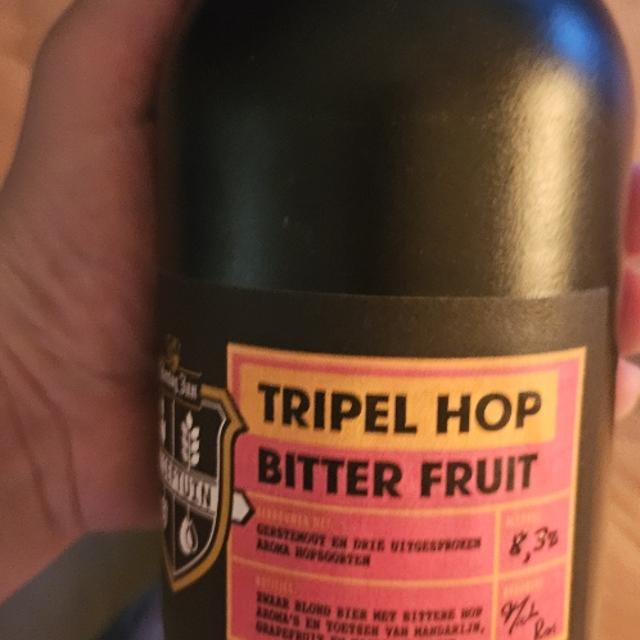 TRIPEL HOP
BITTER FRUIT
GERSTEMOUT EN DRIE UITGESPROKEN
AROMA HOPSOORTEN
8,3%
ZWAAR BLOND BIER MET BITTERE HOP
AROMA'S EN TOETSEN VAN MANDARIJN,
GRAPEFRUIT